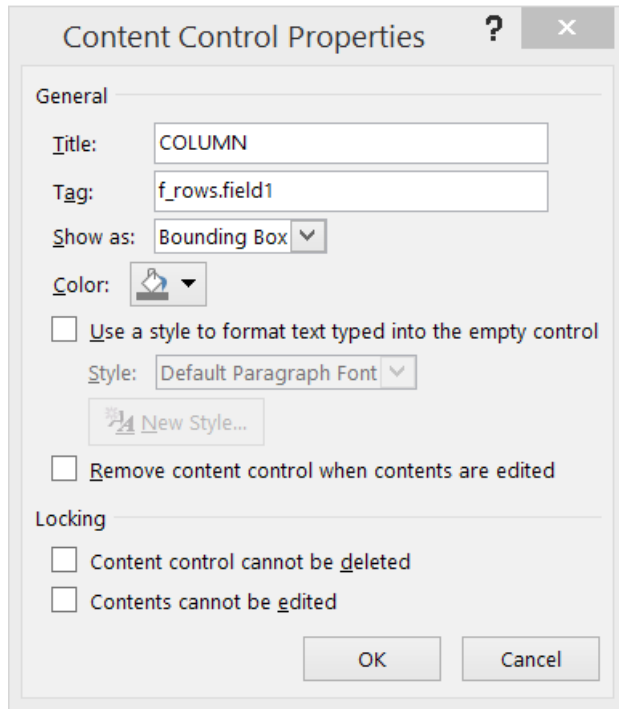 Content Control Properties ? ×
General
Title: COLUMN
Tag: f_rows.field1
Show as: Bounding Box
Color:
Use a style to format text typed into the empty control
Style: Default Paragraph Font
New Style...
Remove content control when contents are edited
Locking
Content control cannot be deleted
Contents cannot be edited
OK Cancel